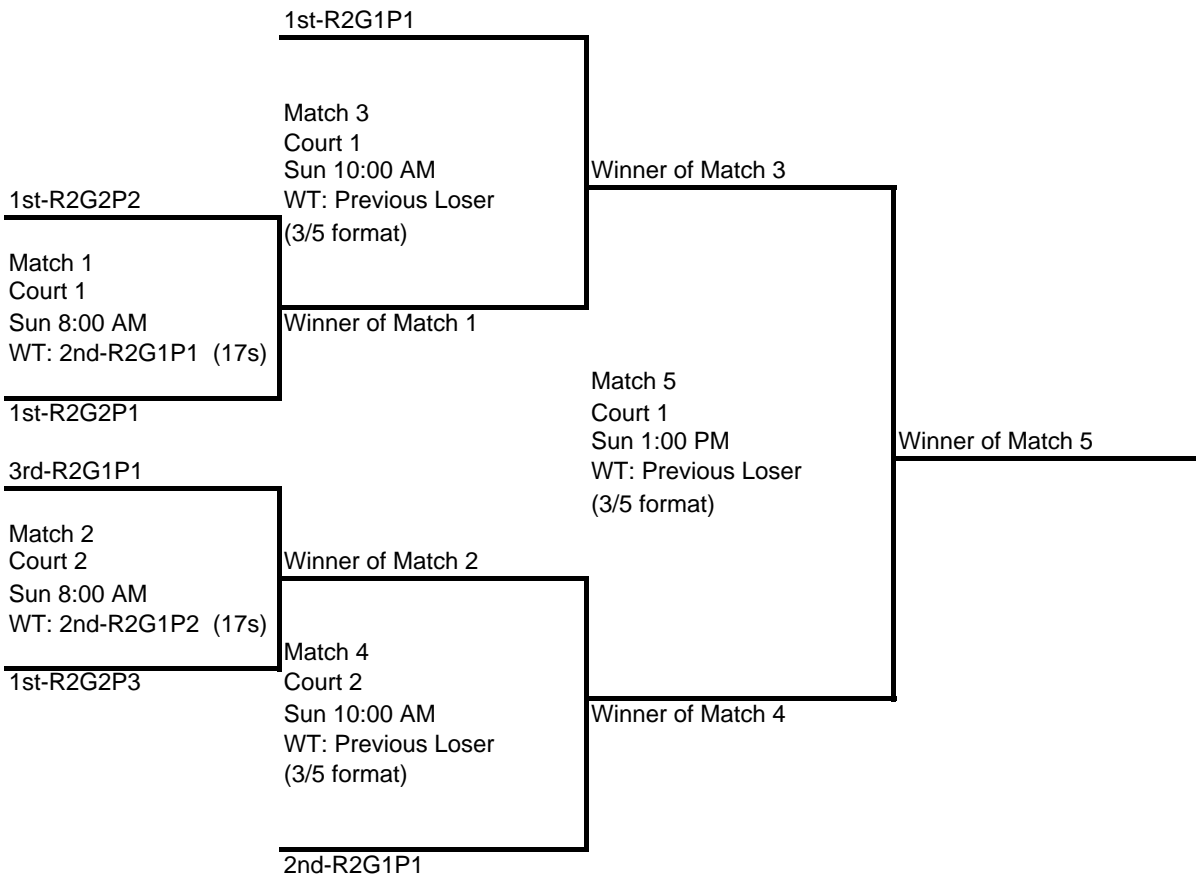 1st-R2G1P1
Match 3
Court 1
Sun 10:00 AM
WT: Previous Loser
(3/5 format)
Winner of Match 3
1st-R2G2P2
Match 1
Court 1
Sun 8:00 AM
WT: 2nd-R2G1P1  (17s)
Winner of Match 1
1st-R2G2P1
Match 5
Court 1
Sun 1:00 PM
WT: Previous Loser
(3/5 format)
Winner of Match 5
3rd-R2G1P1
Match 2
Court 2
Sun 8:00 AM
WT: 2nd-R2G1P2  (17s)
Winner of Match 2
1st-R2G2P3
Match 4
Court 2
Sun 10:00 AM
WT: Previous Loser
(3/5 format)
Winner of Match 4
2nd-R2G1P1